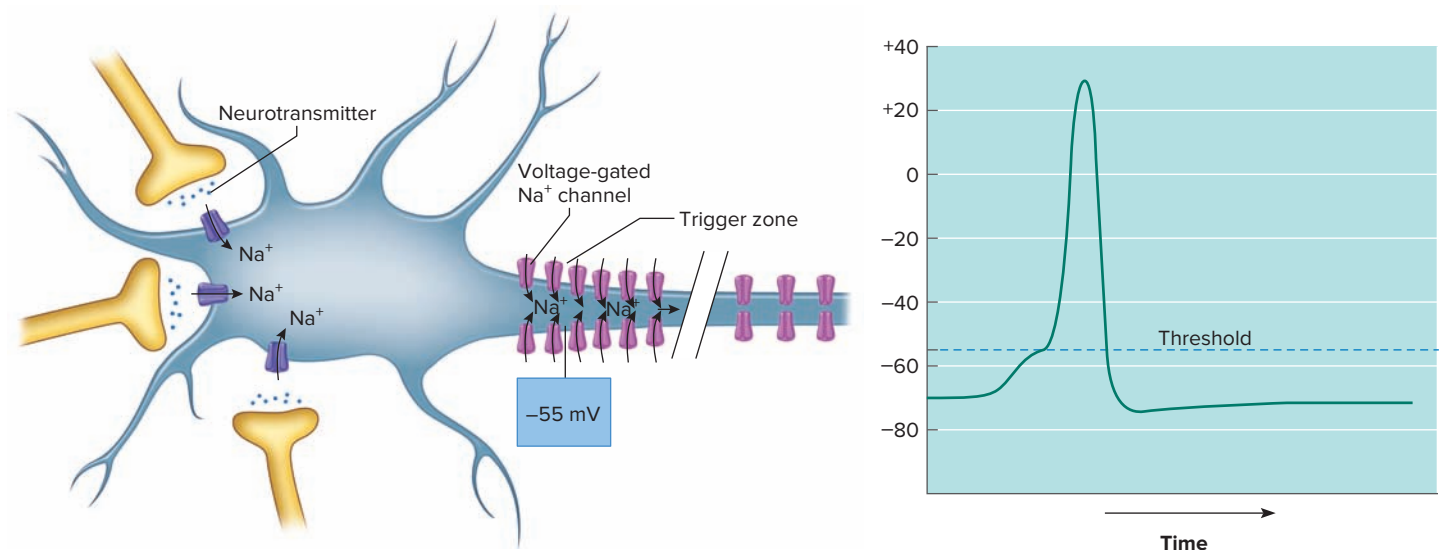 Neurotransmitter
Voltage-gated
Na⁺ channel
Trigger zone
Na⁺
Na⁺
Na⁺
Na⁺
Na⁺
–55 mV
+40
+20
0
–20
–40
–60
–80
Threshold
Time